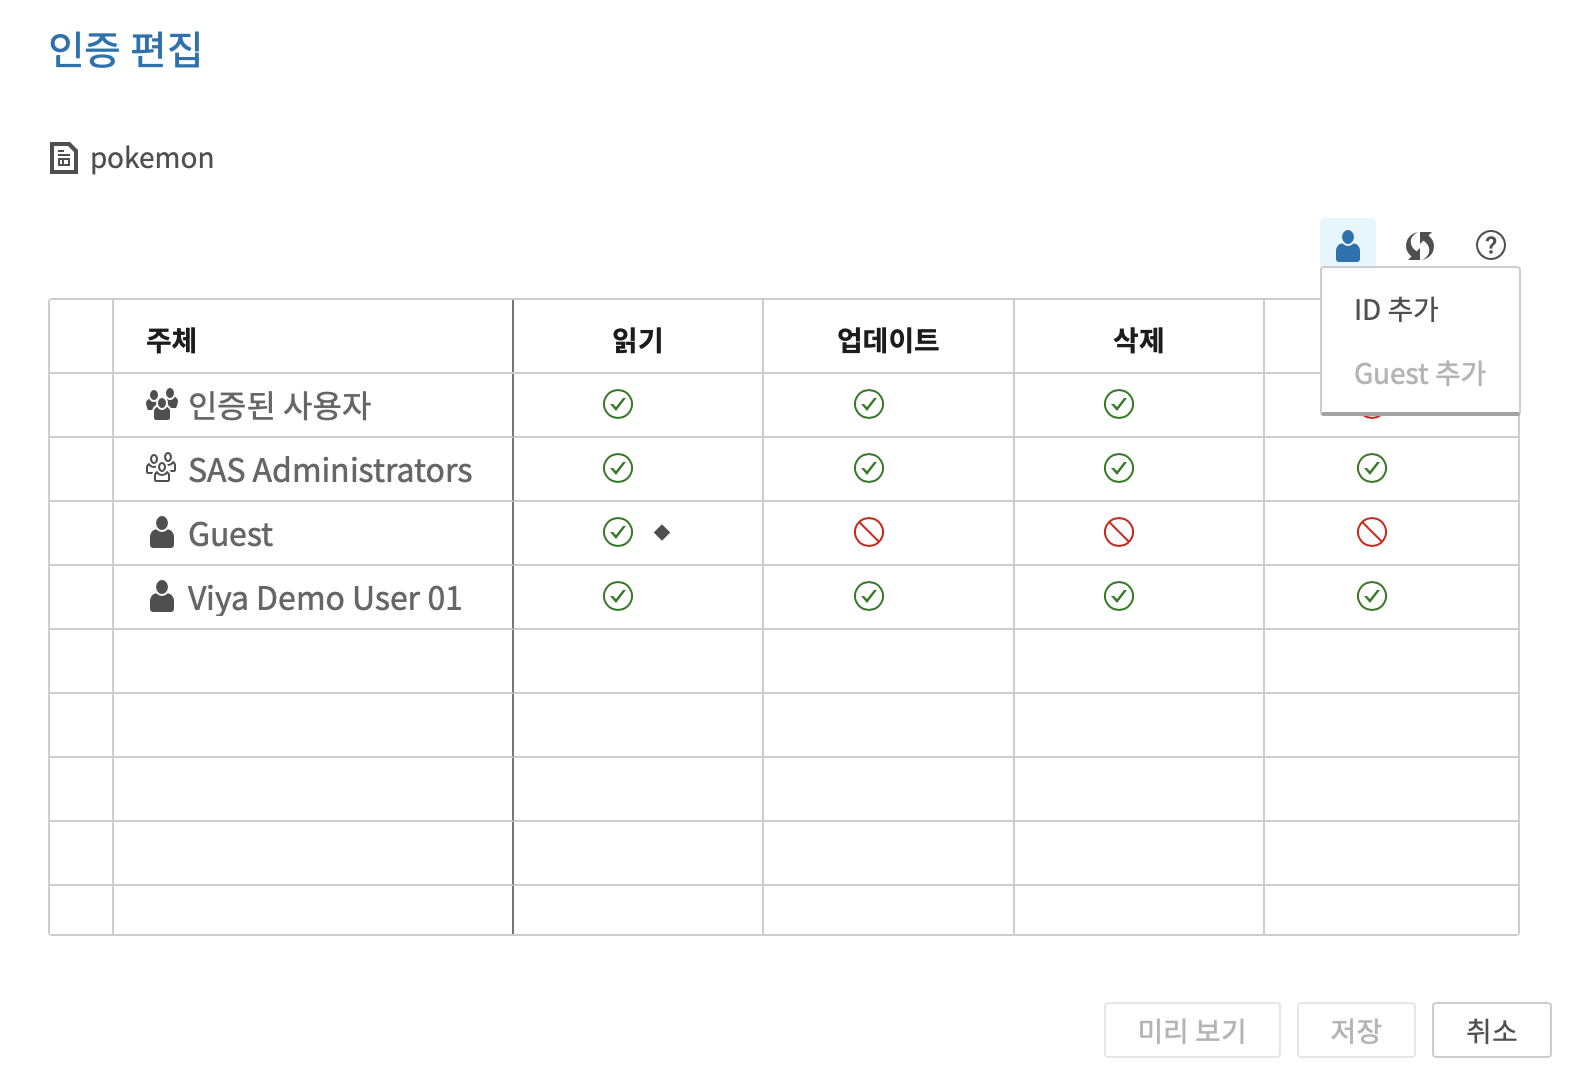 인증 편집
pokemon
ID 추가
Guest 추가
주체 읽기 업데이트 삭제
인증된 사용자
SAS Administrators
Guest
Viya Demo User 01
미리 보기 저장 취소